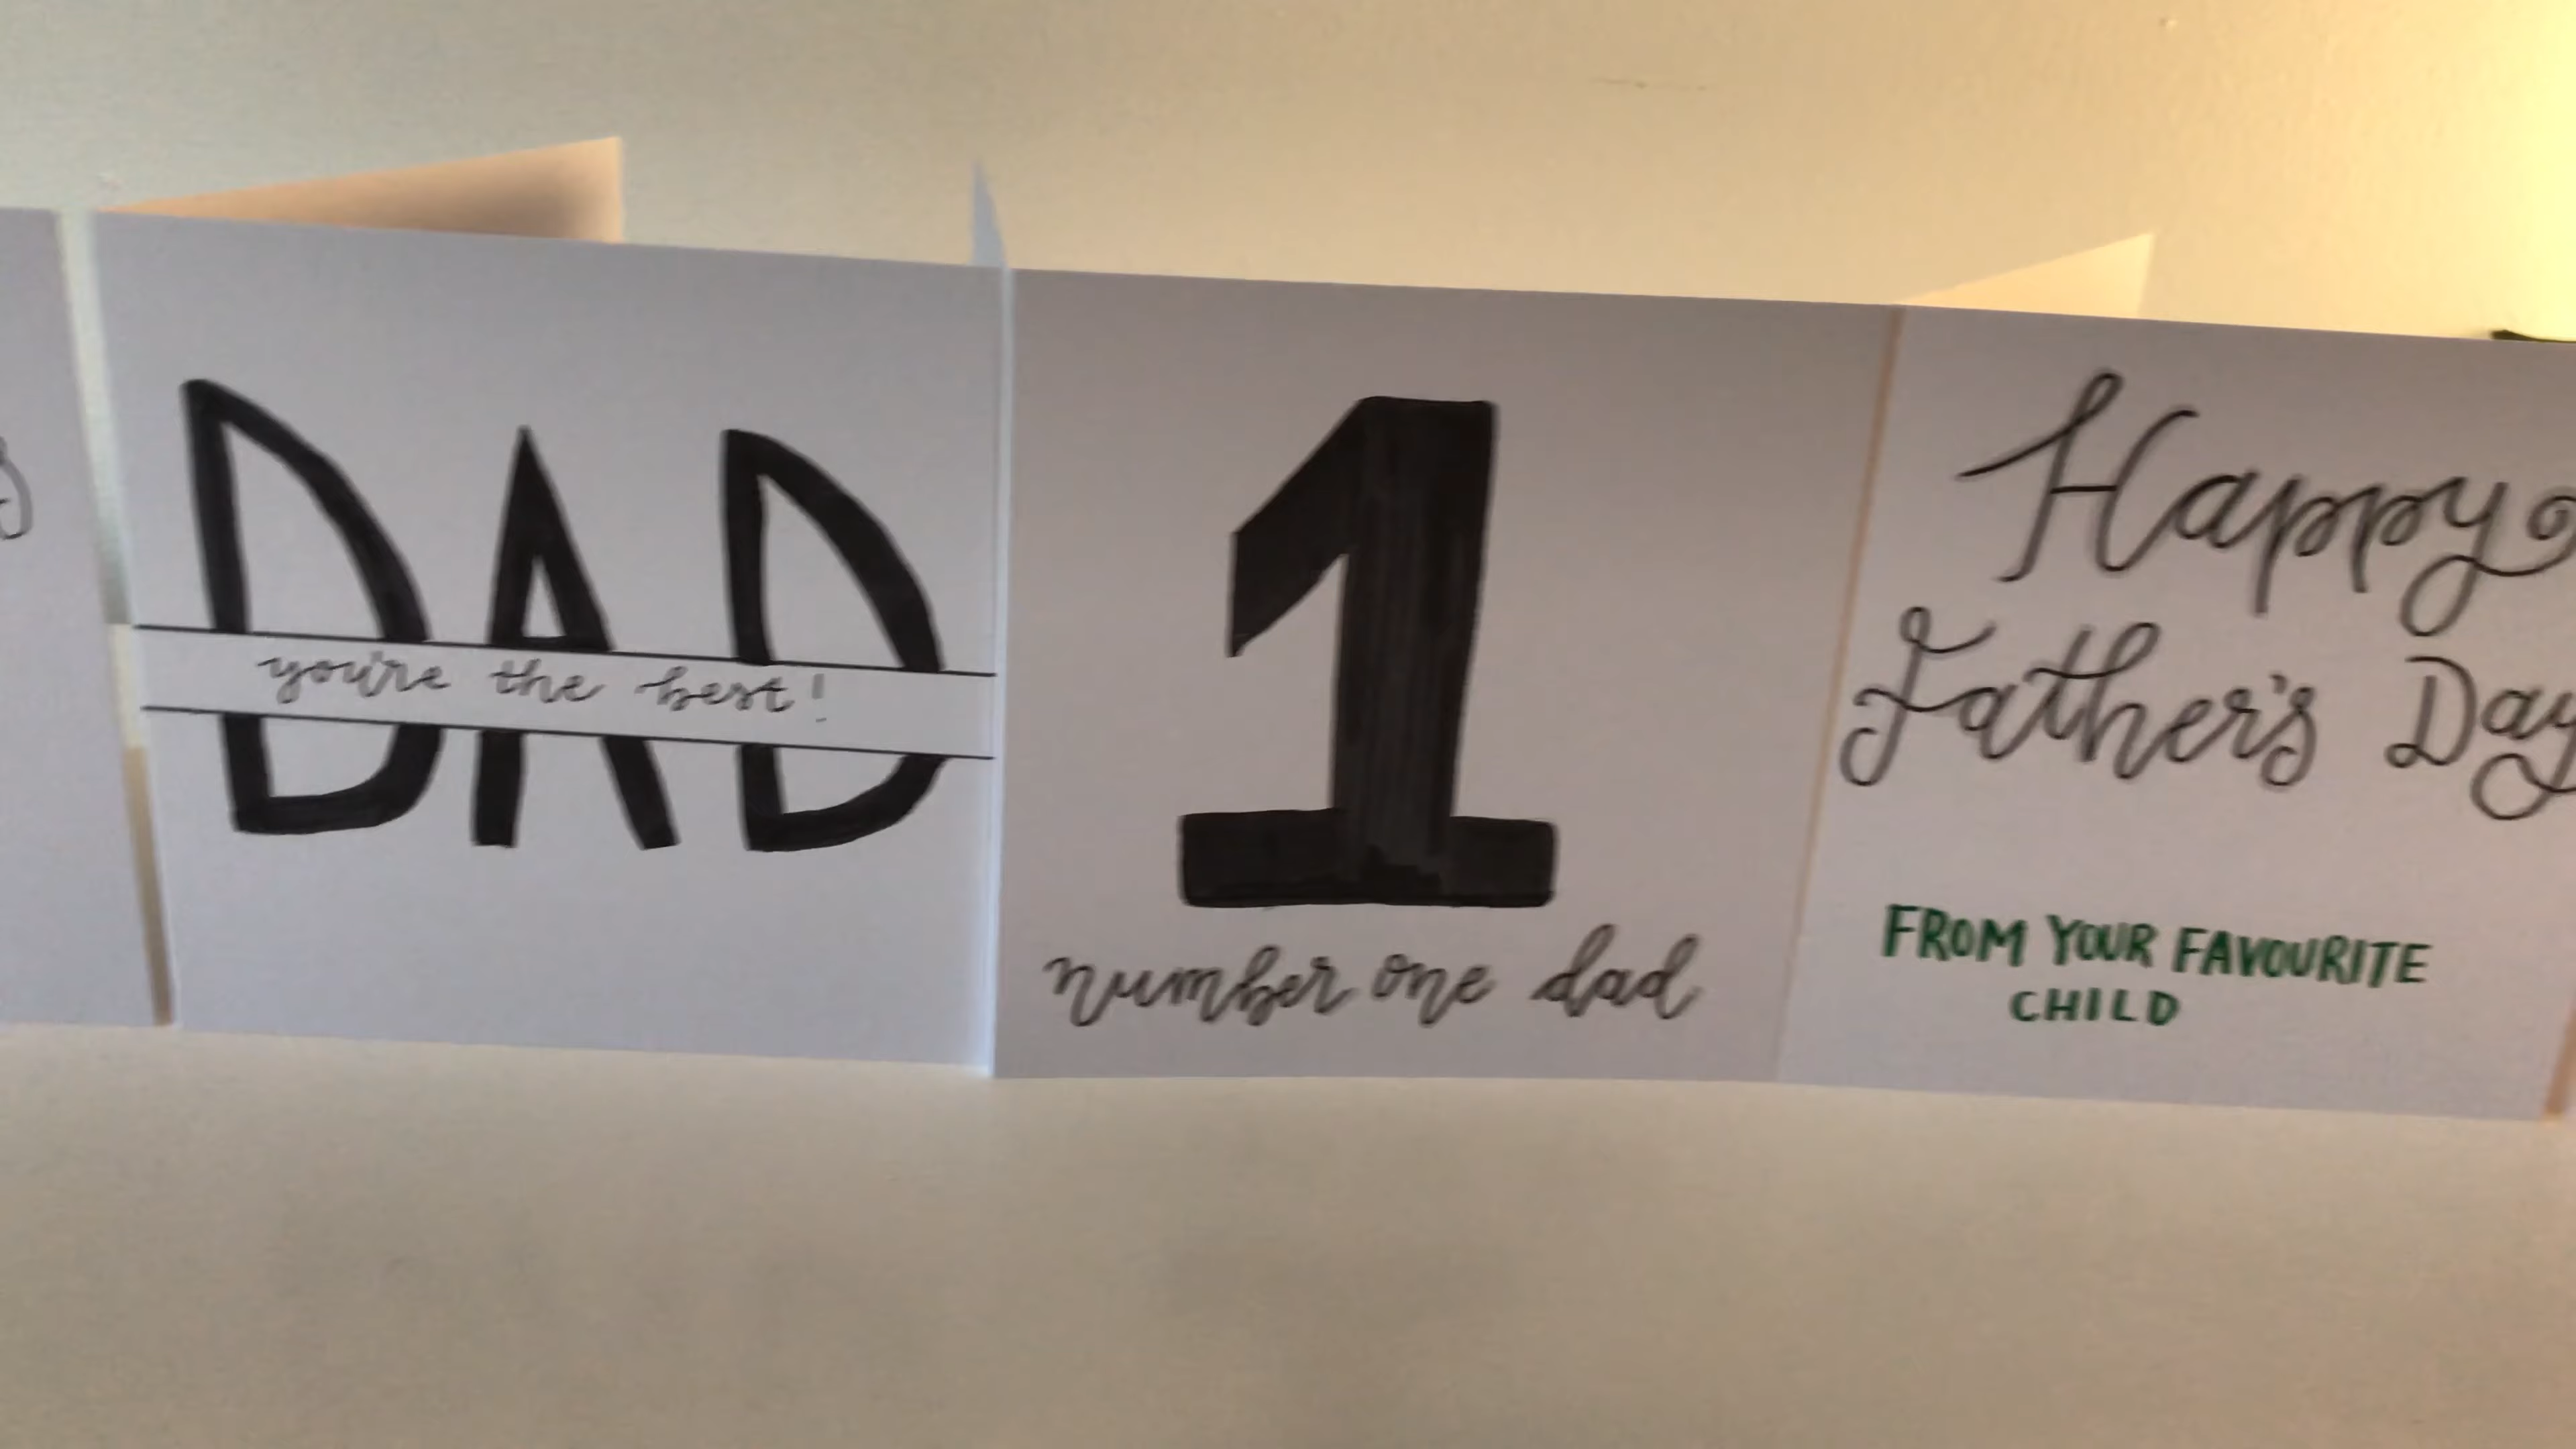 DAD
you're the best!
1
number one dad
Happy
Father's Day
FROM YOUR FAVOURITE
CHILD